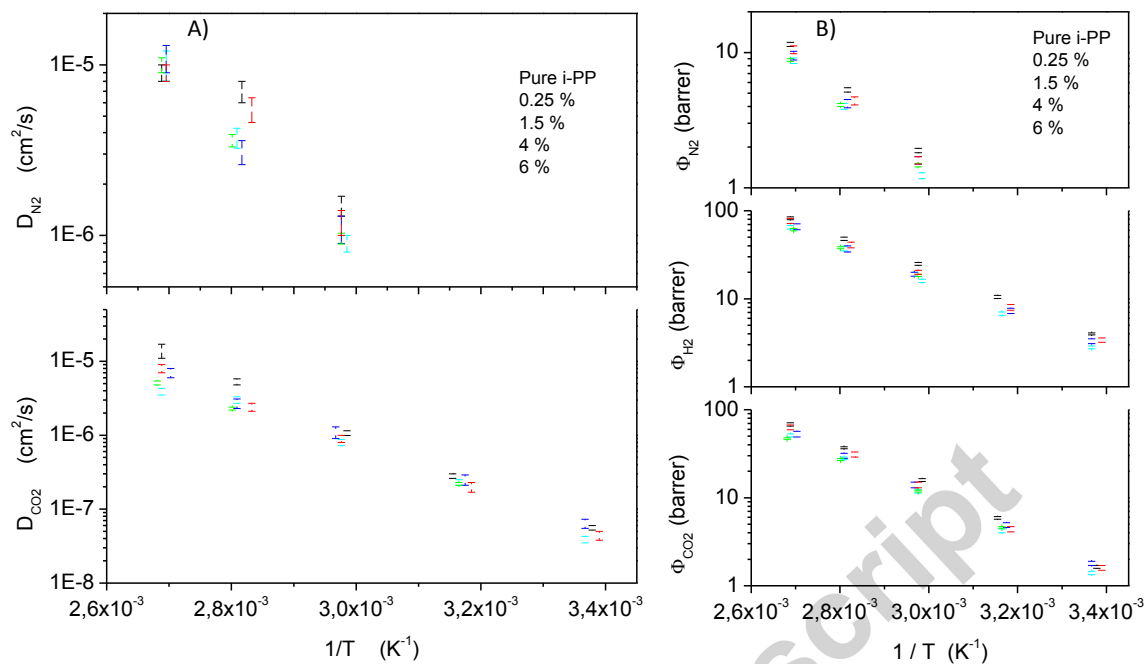 A)
1E-5
1E-6
D_N2 (cm²/s)
Pure i-PP
0.25 %
1.5 %
4 %
6 %
1E-5
1E-6
1E-7
1E-8
D_CO2 (cm²/s)
2,6x10⁻³ 2,8x10⁻³ 3,0x10⁻³ 3,2x10⁻³ 3,4x10⁻³
1/T (K⁻¹)
B)
10
1
Φ_N2 (barrer)
Pure i-PP
0.25 %
1.5 %
4 %
6 %
100
10
1
Φ_H2 (barrer)
100
10
1
Φ_CO2 (barrer)
2,6x10⁻³ 2,8x10⁻³ 3,0x10⁻³ 3,2x10⁻³ 3,4x10⁻³
1 / T (K⁻¹)
script